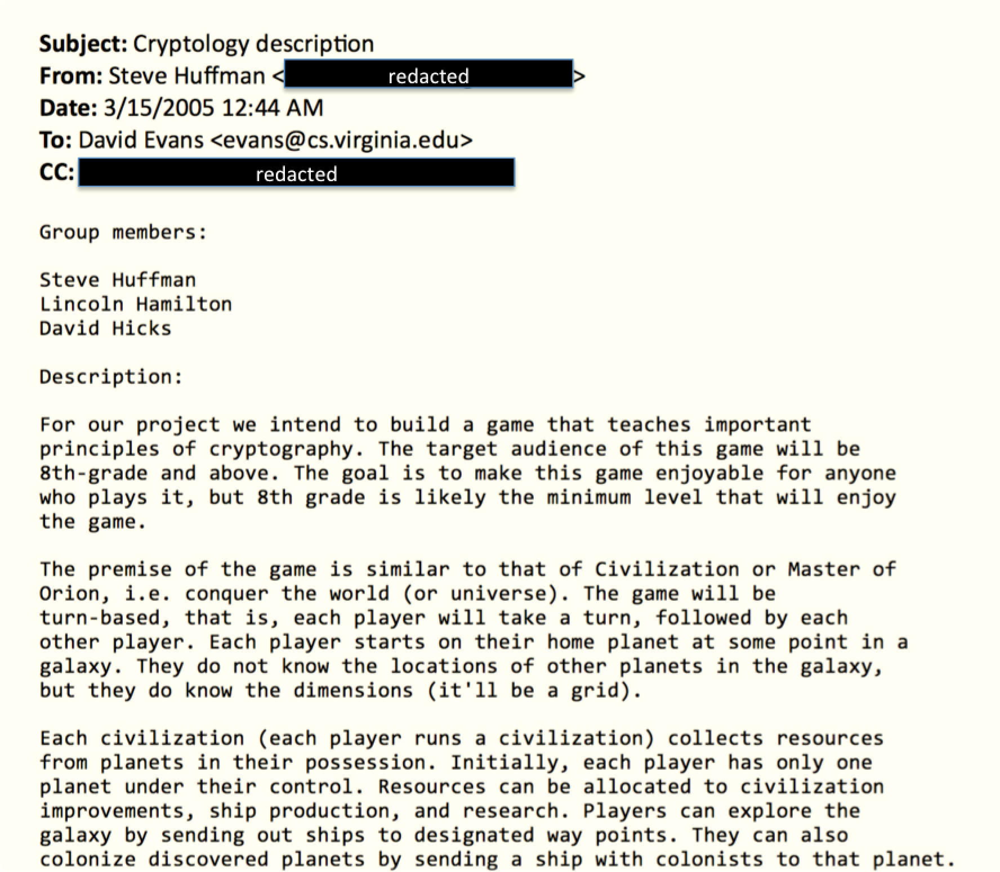 Subject: Cryptology description
From: Steve Huffman <redacted>
Date: 3/15/2005 12:44 AM
To: David Evans <evans@cs.virginia.edu>
CC: redacted
Group members:
Steve Huffman
Lincoln Hamilton
David Hicks
Description:
For our project we intend to build a game that teaches important
principles of cryptography. The target audience of this game will be
8th-grade and above. The goal is to make this game enjoyable for anyone
who plays it, but 8th grade is likely the minimum level that will enjoy
the game.
The premise of the game is similar to that of Civilization or Master of
Orion, i.e. conquer the world (or universe). The game will be
turn-based, that is, each player will take a turn, followed by each
other player. Each player starts on their home planet at some point in a
galaxy. They do not know the locations of other planets in the galaxy,
but they do know the dimensions (it'll be a grid).
Each civilization (each player runs a civilization) collects resources
from planets in their possession. Initially, each player has only one
planet under their control. Resources can be allocated to civilization
improvements, ship production, and research. Players can explore the
galaxy by sending out ships to designated way points. They can also
colonize discovered planets by sending a ship with colonists to that planet.